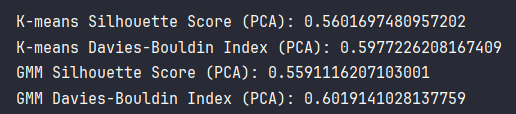 K-means Silhouette Score (PCA): 0.5601697480957202
K-means Davies-Bouldin Index (PCA): 0.5977226208167409
GMM Silhouette Score (PCA): 0.5591116207103001
GMM Davies-Bouldin Index (PCA): 0.6019141028137759